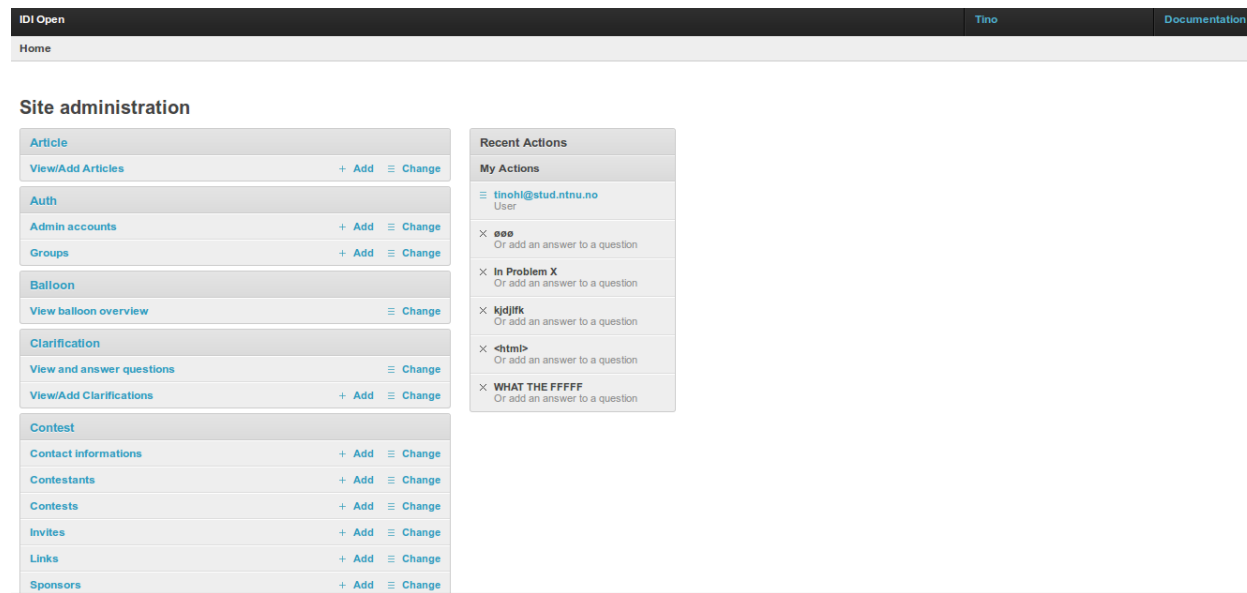 IDI Open Tino Documentation
Home
Site administration
Article
View/Add Articles + Add Change
Auth
Admin accounts + Add Change
Groups + Add Change
Balloon
View balloon overview Change
Clarification
View and answer questions Change
View/Add Clarifications + Add Change
Contest
Contact informations + Add Change
Contestants + Add Change
Contests + Add Change
Invites + Add Change
Links + Add Change
Sponsors + Add Change
Recent Actions
My Actions
tinohl@stud.ntnu.no
User
øøø
Or add an answer to a question
In Problem X
Or add an answer to a question
kjdjlfk
Or add an answer to a question
<html>
Or add an answer to a question
WHAT THE FFFFF
Or add an answer to a question